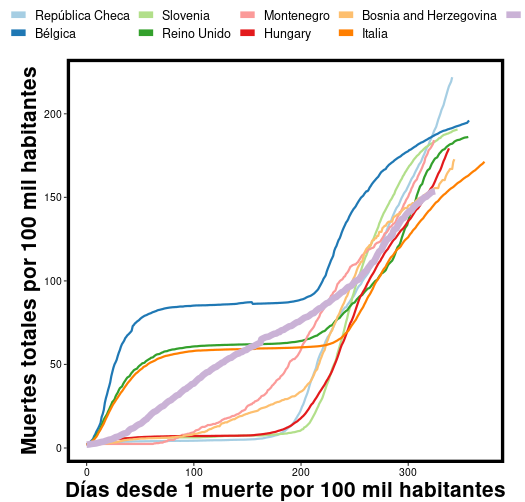 República Checa Slovenia Montenegro Bosnia and Herzegovina
Bélgica Reino Unido Hungary Italia
Muertes totales por 100 mil habitantes
200
150
100
50
0
0 100 200 300
Días desde 1 muerte por 100 mil habitantes